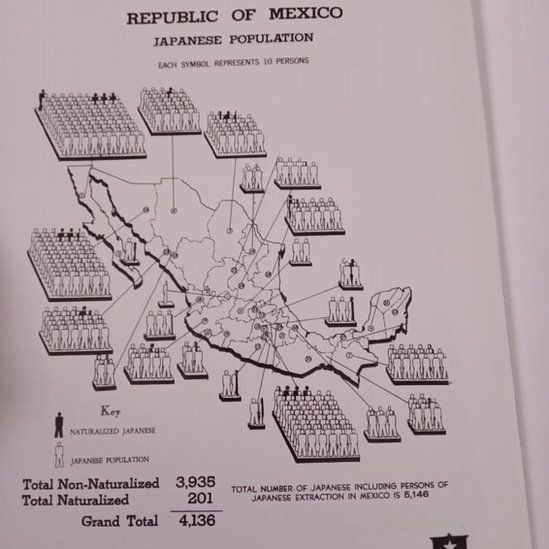 REPUBLIC OF MEXICO
JAPANESE POPULATION
EACH SYMBOL REPRESENTS 10 PERSONS
Key
NATURALIZED JAPANESE
JAPANESE POPULATION
Total Non-Naturalized 3,935
Total Naturalized 201
Grand Total 4,136
TOTAL NUMBER OF JAPANESE INCLUDING PERSONS OF
JAPANESE EXTRACTION IN MEXICO IS 5,146